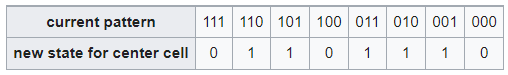 current pattern 111 110 101 100 011 010 001 000
new state for center cell 0 1 1 0 1 1 1 0